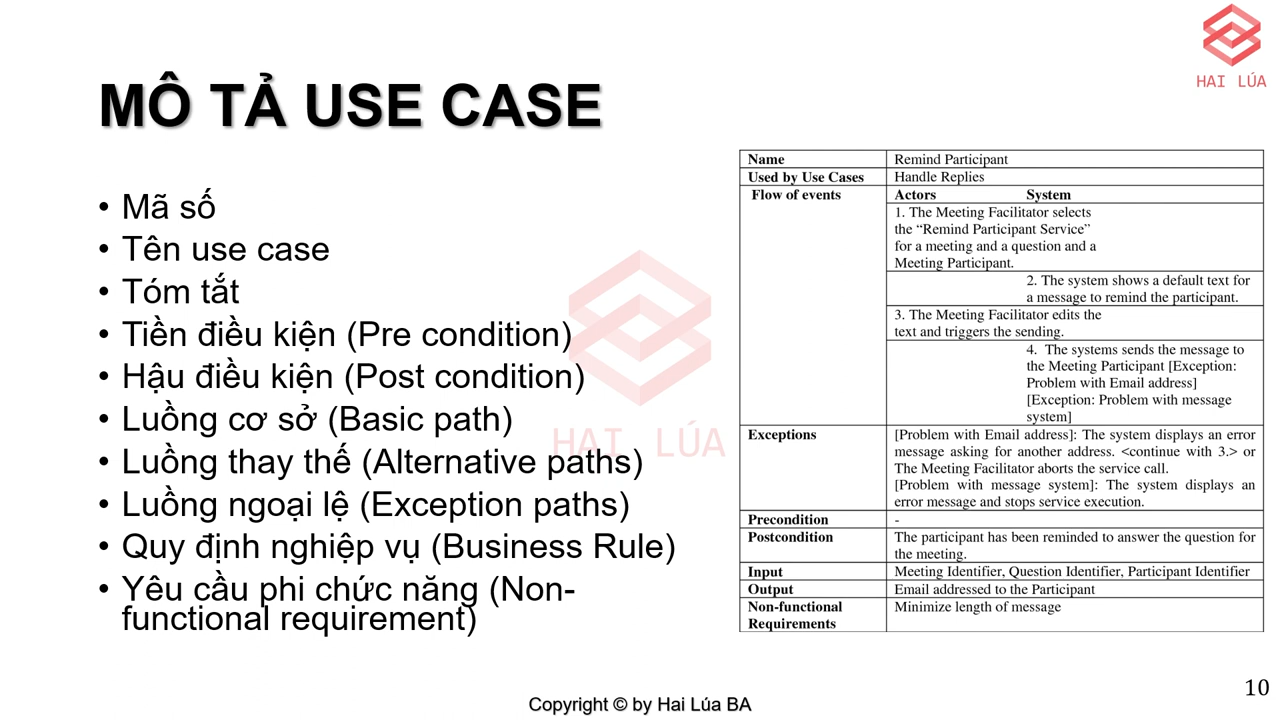 HAI LÚA
MÔ TẢ USE CASE
• Mã số
• Tên use case
• Tóm tắt
• Tiền điều kiện (Pre condition)
• Hậu điều kiện (Post condition)
• Luồng cơ sở (Basic path)
• Luồng thay thế (Alternative paths)
• Luồng ngoại lệ (Exception paths)
• Quy định nghiệp vụ (Business Rule)
• Yêu cầu phi chức năng (Non-
functional requirement)
HAI LÚA
Name Remind Participant
Used by Use Cases Handle Replies
Flow of events Actors System
1. The Meeting Facilitator selects
the “Remind Participant Service”
for a meeting and a question and a
Meeting Participant.
2. The system shows a default text for
a message to remind the participant.
3. The Meeting Facilitator edits the
text and triggers the sending.
4. The systems sends the message to
the Meeting Participant [Exception:
Problem with Email address]
[Exception: Problem with message
system]
Exceptions [Problem with Email address]: The system displays an error
message asking for another address. <continue with 3.> or
The Meeting Facilitator aborts the service call.
[Problem with message system]: The system displays an
error message and stops service execution.
Precondition -
Postcondition The participant has been reminded to answer the question for
the meeting.
Input Meeting Identifier, Question Identifier, Participant Identifier
Output Email addressed to the Participant
Non-functional Minimize length of message
Requirements
Copyright © by Hai Lúa BA
10